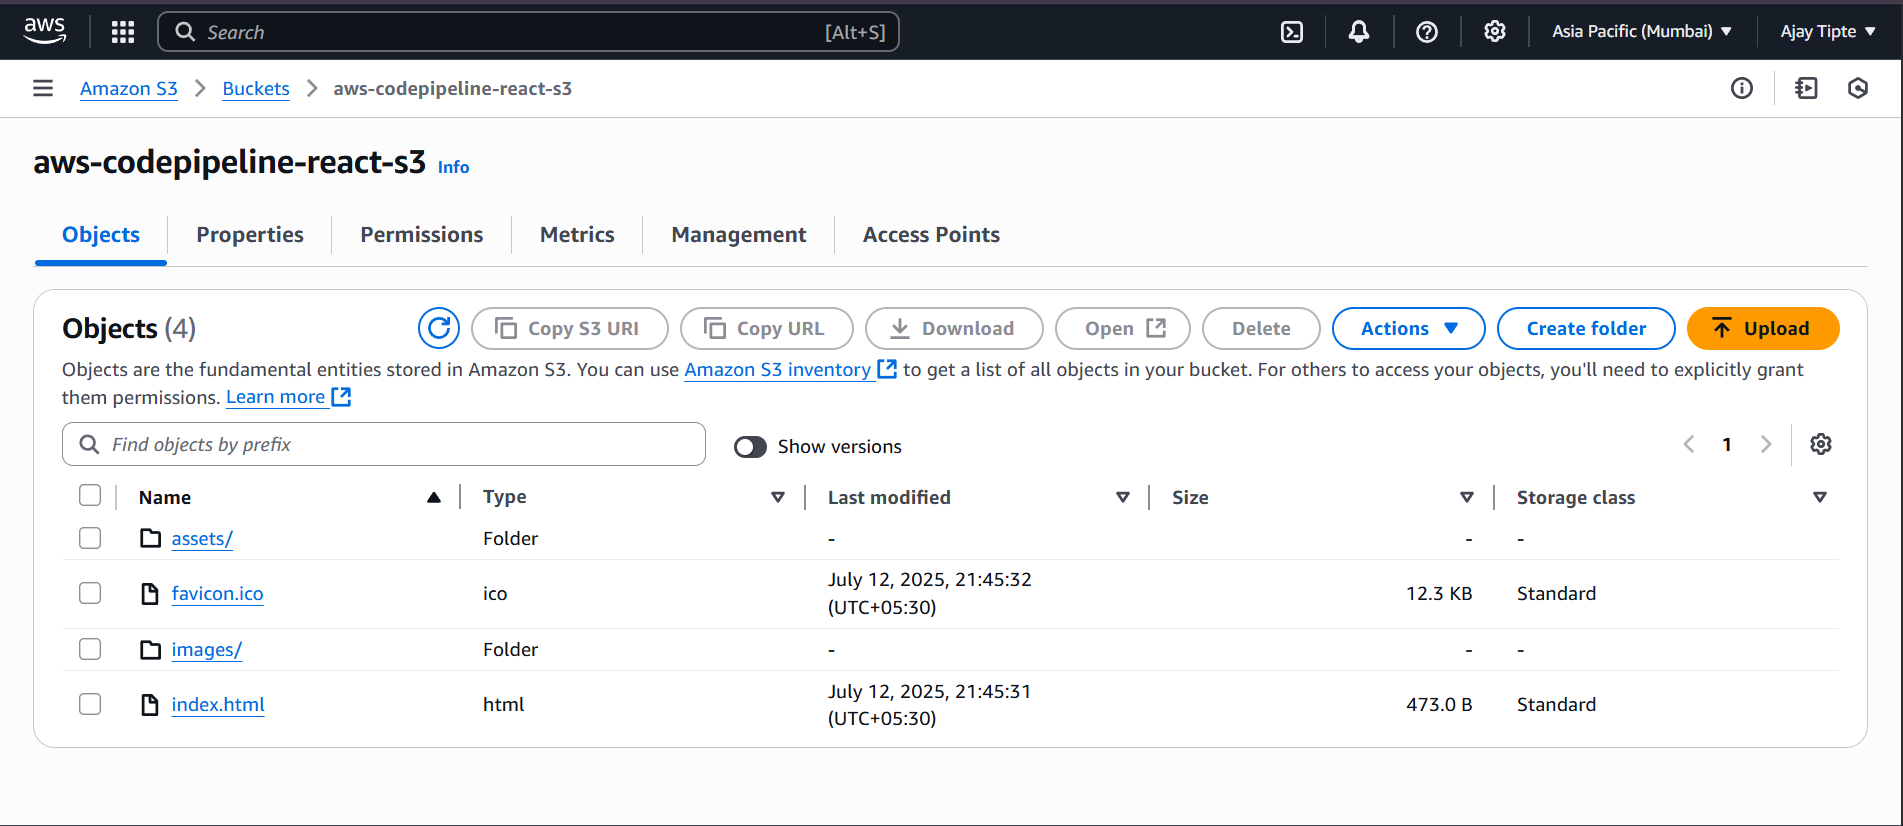 aws
Search [Alt+S]
Asia Pacific (Mumbai) Ajay Tipte
Amazon S3 Buckets aws-codepipeline-react-s3
aws-codepipeline-react-s3 Info
Objects Properties Permissions Metrics Management Access Points
Objects (4) Copy S3 URI Copy URL Download Open Delete Actions Create folder Upload
Objects are the fundamental entities stored in Amazon S3. You can use Amazon S3 inventory to get a list of all objects in your bucket. For others to access your objects, you'll need to explicitly grant
them permissions. Learn more
Find objects by prefix Show versions 1
Name Type Last modified Size Storage class
assets/ Folder - - -
favicon.ico ico July 12, 2025, 21:45:32 (UTC+05:30) 12.3 KB Standard
images/ Folder - - -
index.html html July 12, 2025, 21:45:31 (UTC+05:30) 473.0 B Standard